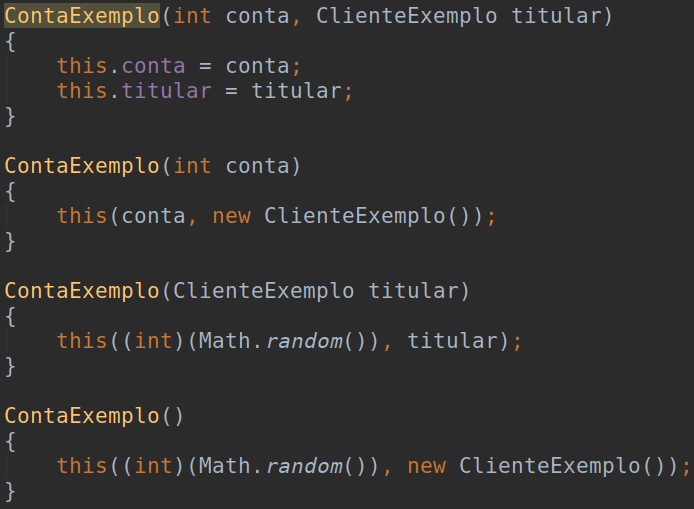 ContaExemplo(int conta, ClienteExemplo titular)
{
    this.conta = conta;
    this.titular = titular;
}

ContaExemplo(int conta)
{
    this(conta, new ClienteExemplo());
}

ContaExemplo(ClienteExemplo titular)
{
    this((int)(Math.random()), titular);
}

ContaExemplo()
{
    this((int)(Math.random()), new ClienteExemplo());
}